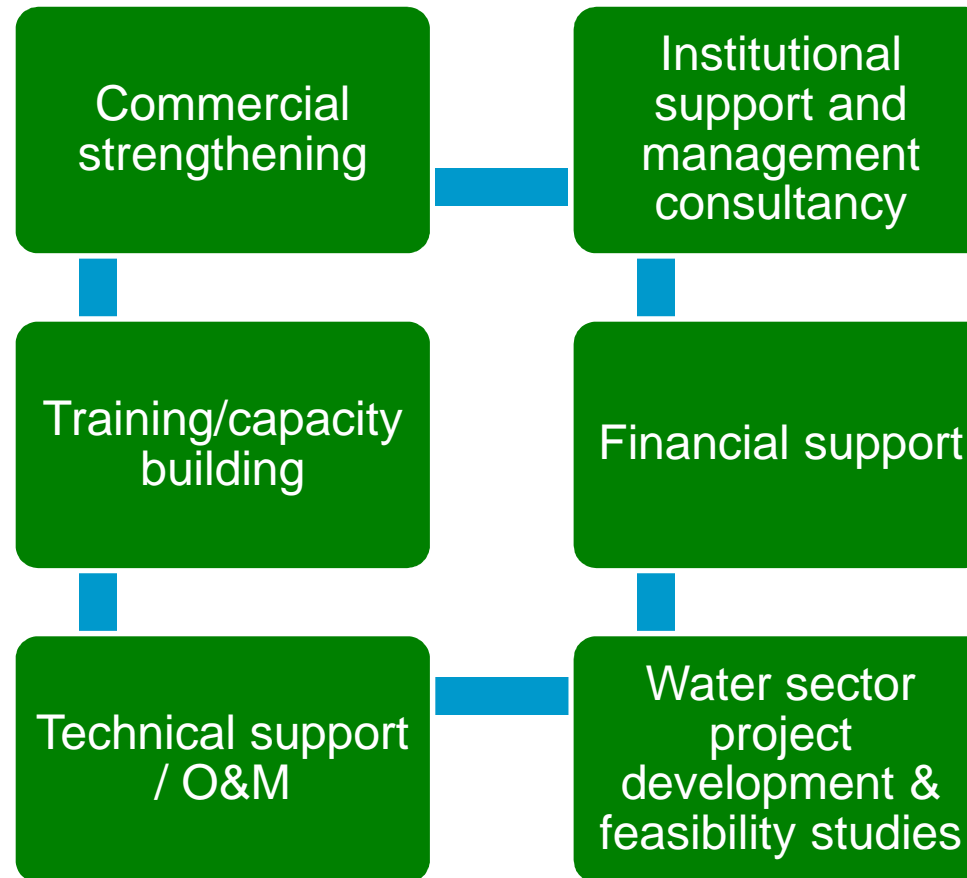 Commercial
strengthening
Institutional
support and
management
consultancy
Training/capacity
building
Financial support
Technical support
/ O&M
Water sector
project
development &
feasibility studies